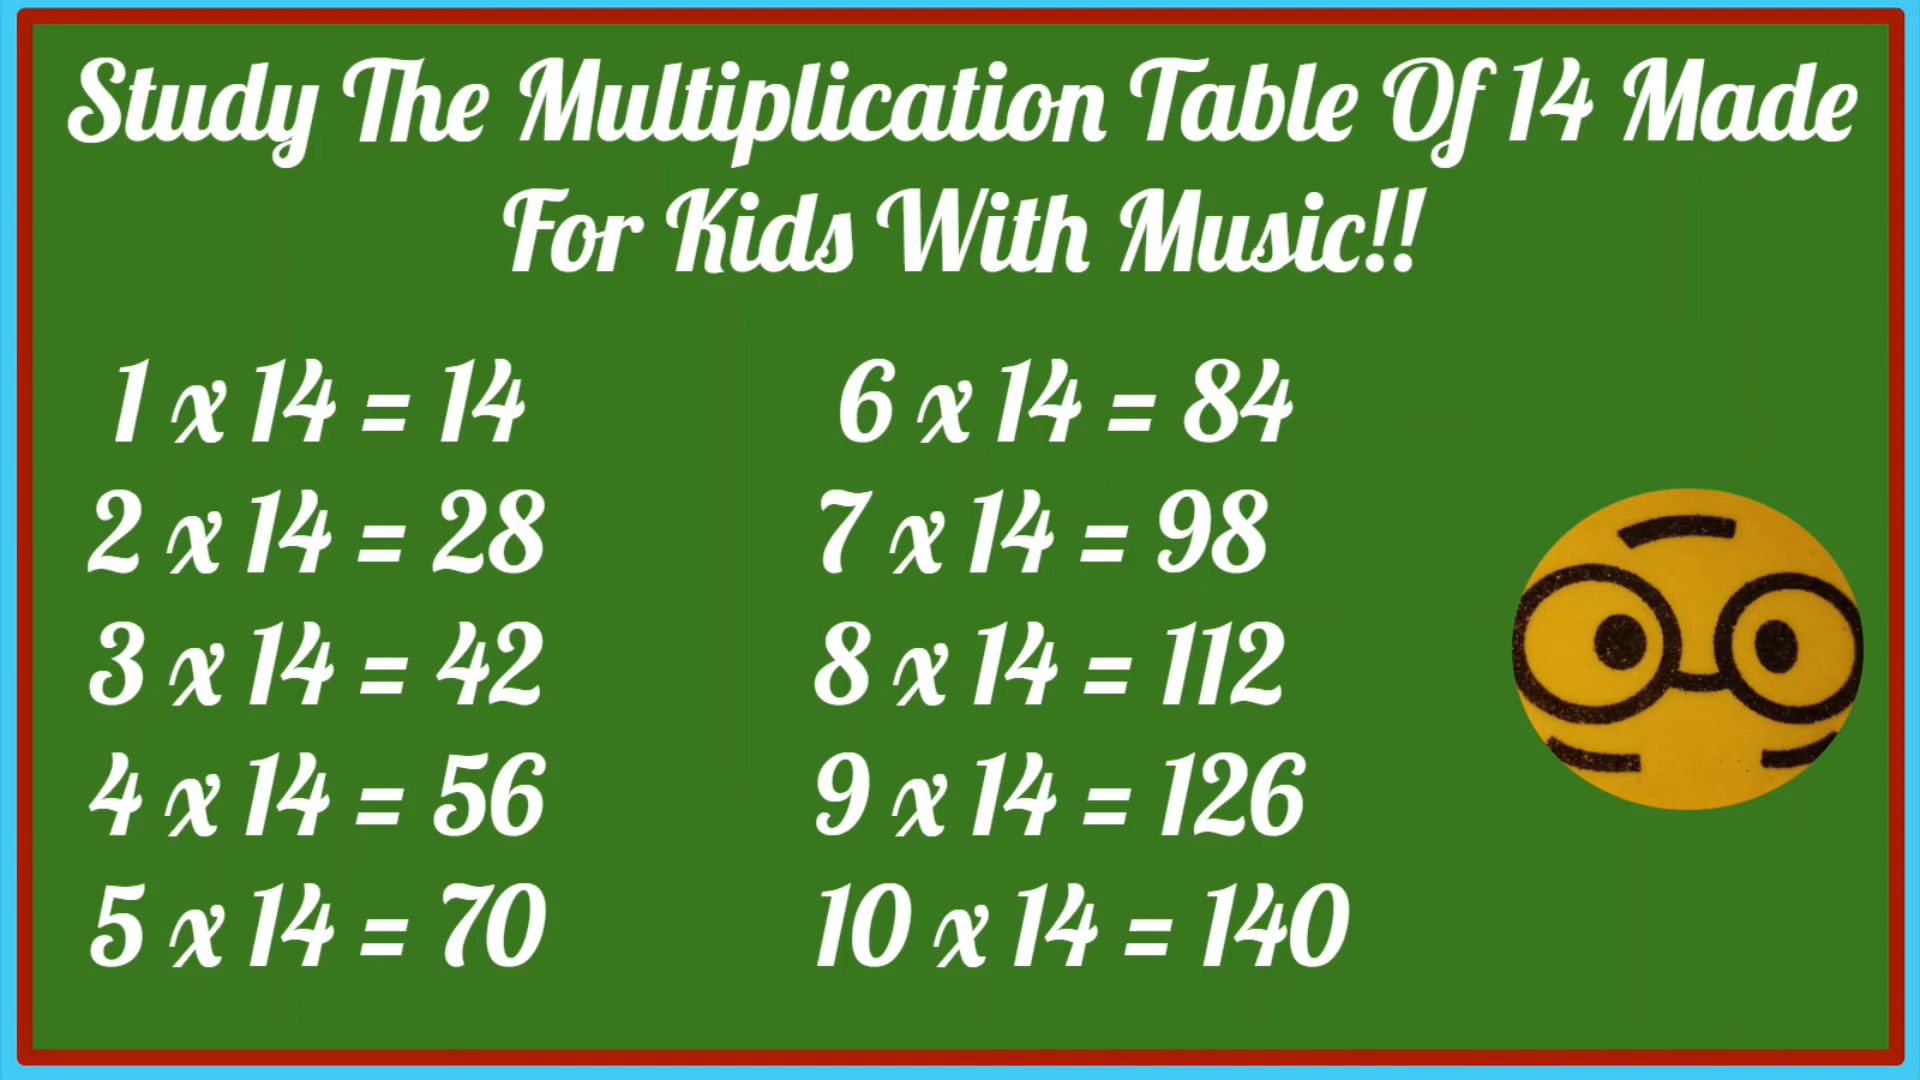 Study The Multiplication Table Of 14 Made
For Kids With Music!!
1 x 14 = 14
2 x 14 = 28
3 x 14 = 42
4 x 14 = 56
5 x 14 = 70
6 x 14 = 84
7 x 14 = 98
8 x 14 = 112
9 x 14 = 126
10 x 14 = 140